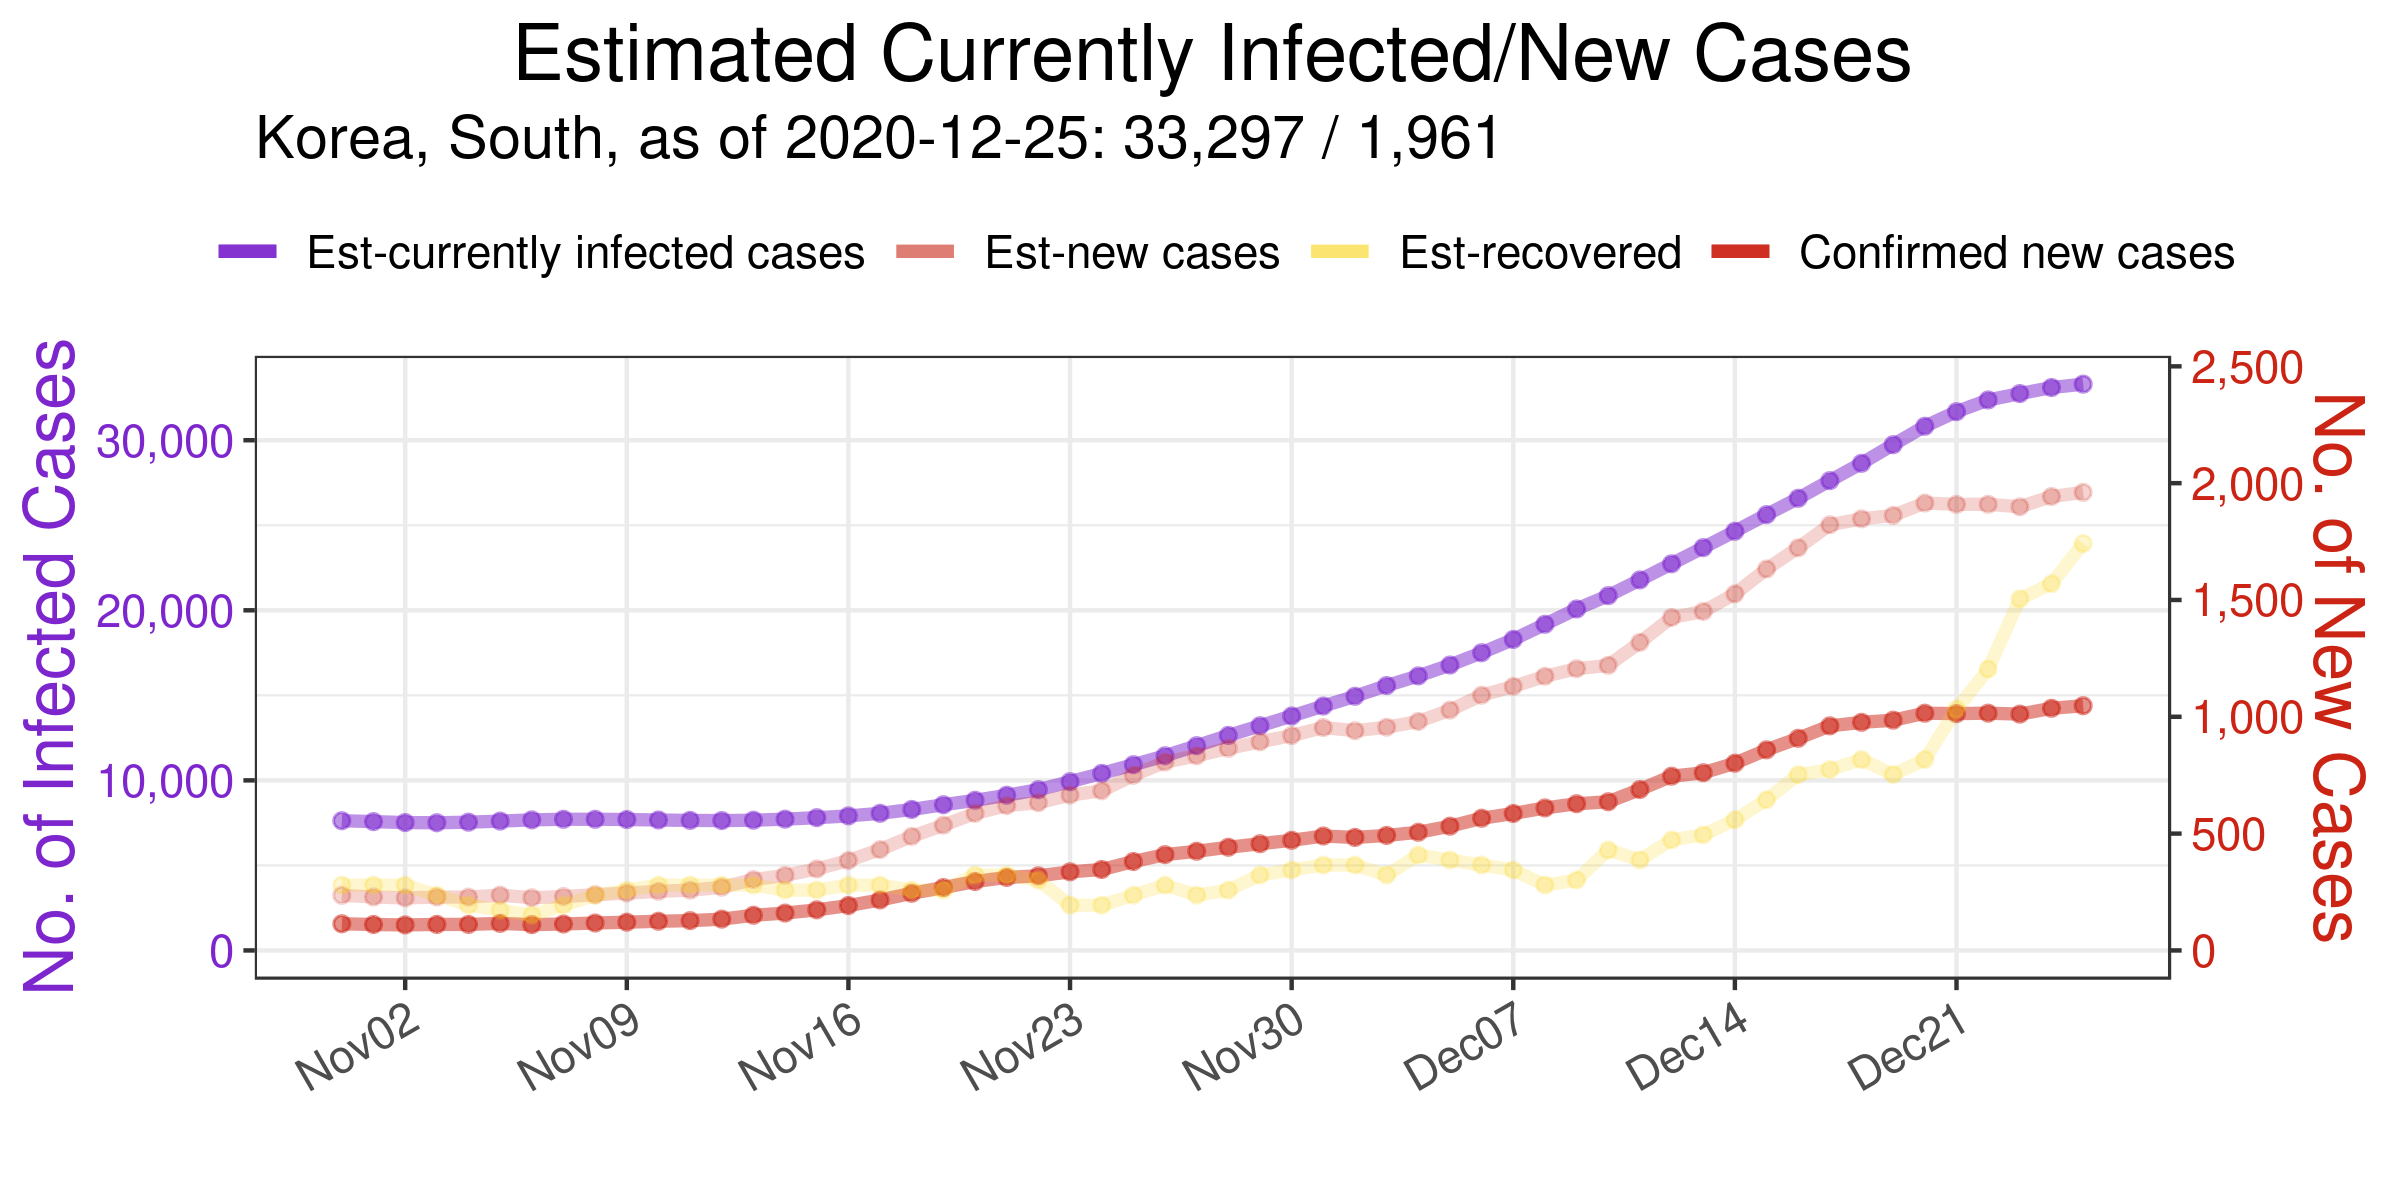 Estimated Currently Infected/New Cases
Korea, South, as of 2020-12-25: 33,297 / 1,961
Est-currently infected cases Est-new cases Est-recovered Confirmed new cases
No. of Infected Cases
30,000
20,000
10,000
0
2,500
2,000
1,500
1,000
500
0
No. of New Cases
Nov02 Nov09 Nov16 Nov23 Nov30 Dec07 Dec14 Dec21